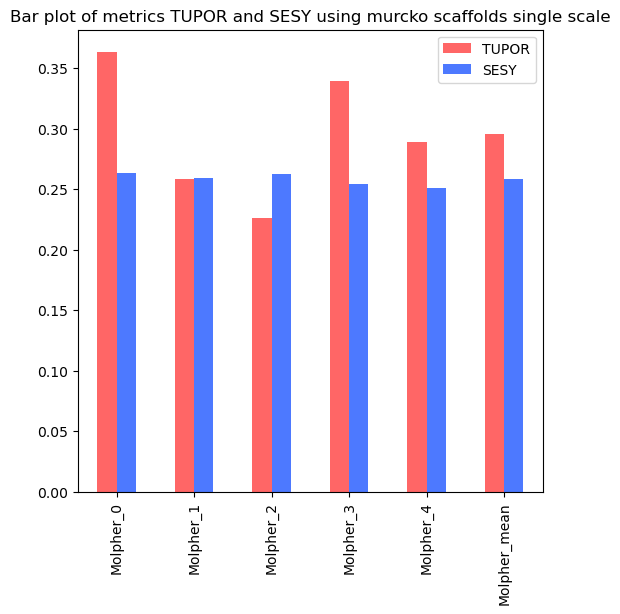 Bar plot of metrics TUPOR and SESY using murcko scaffolds single scale
TUPOR
SESY
0.35
0.30
0.25
0.20
0.15
0.10
0.05
0.00
Molpher_0
Molpher_1
Molpher_2
Molpher_3
Molpher_4
Molpher_mean